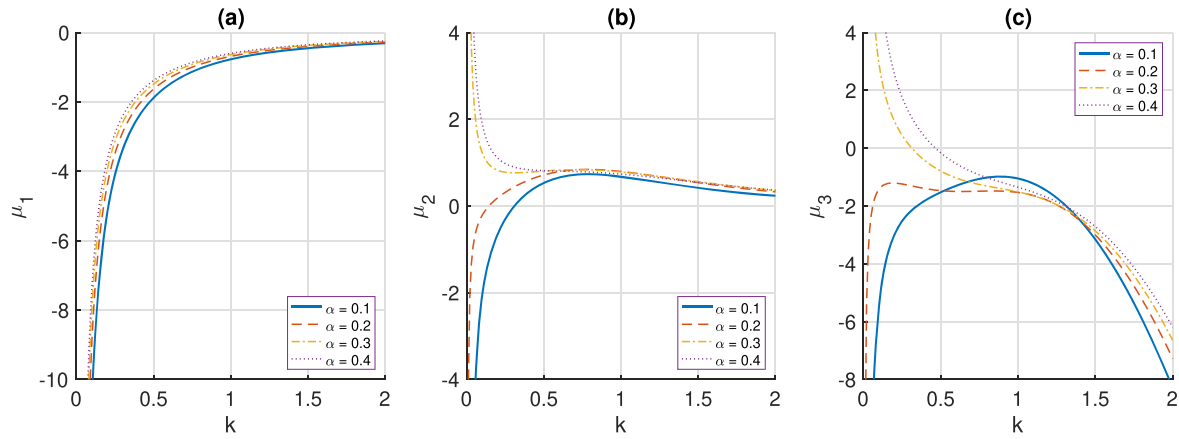 (a)
0
-2
-4
-6
-8
-10
μ1
0
0.5
1
1.5
2
k
α = 0.1
α = 0.2
α = 0.3
α = 0.4
(b)
4
2
0
-2
-4
μ2
0
0.5
1
1.5
2
k
α = 0.1
α = 0.2
α = 0.3
α = 0.4
(c)
4
2
0
-2
-4
-6
-8
μ3
0
0.5
1
1.5
2
k
α = 0.1
α = 0.2
α = 0.3
α = 0.4